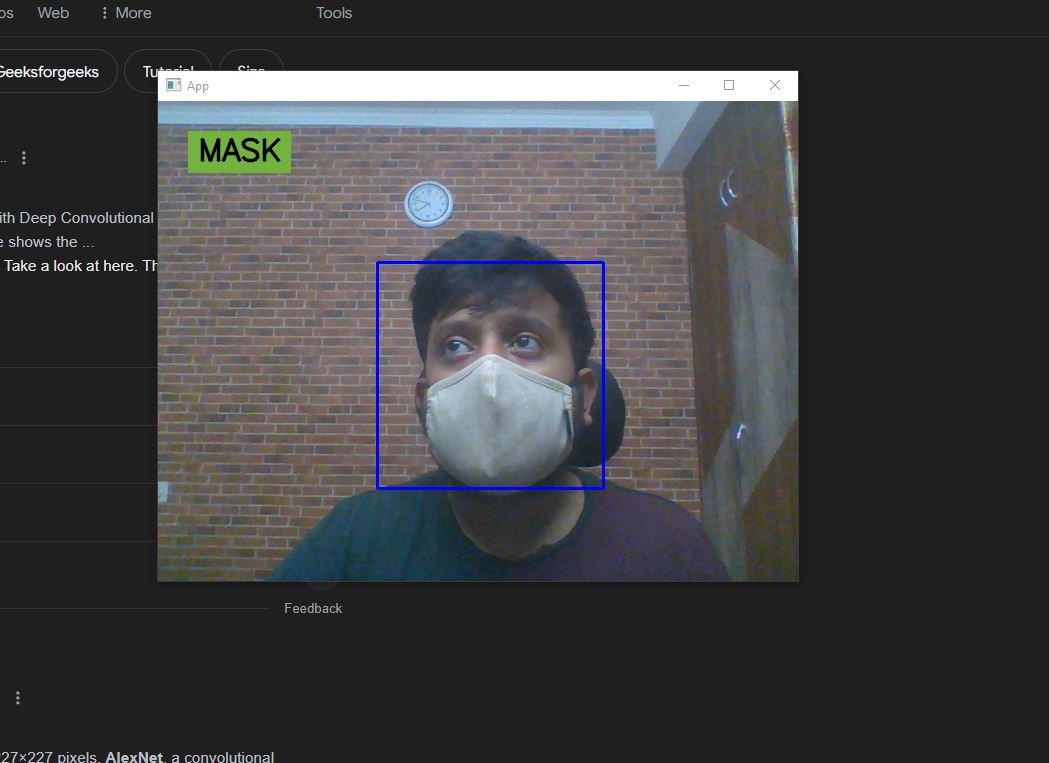 Web
More
Tools
Geeksforgeeks
Tutorial
Size
App
MASK
...
ith Deep Convolutional
e shows the ...
Take a look at here. Th
Feedback
27×227 pixels. AlexNet, a convolutional